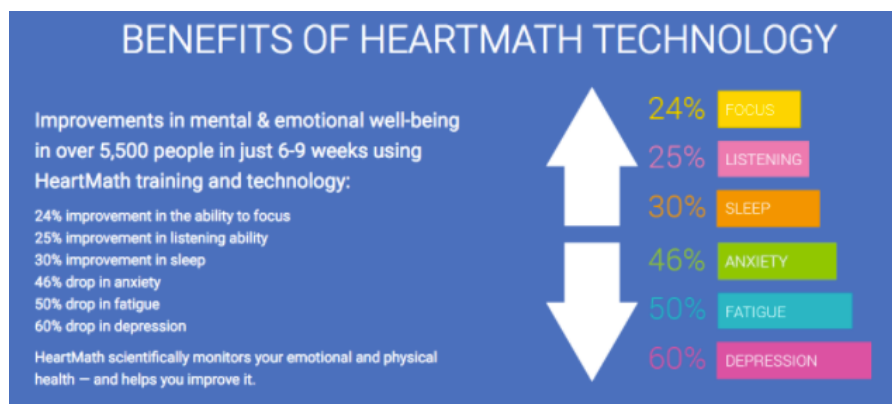 BENEFITS OF HEARTMATH TECHNOLOGY
Improvements in mental & emotional well-being
in over 5,500 people in just 6-9 weeks using
HeartMath training and technology:
24% improvement in the ability to focus
25% improvement in listening ability
30% improvement in sleep
46% drop in anxiety
50% drop in fatigue
60% drop in depression
HeartMath scientifically monitors your emotional and physical
health — and helps you improve it.
24% FOCUS
25% LISTENING
30% SLEEP
46% ANXIETY
50% FATIGUE
60% DEPRESSION